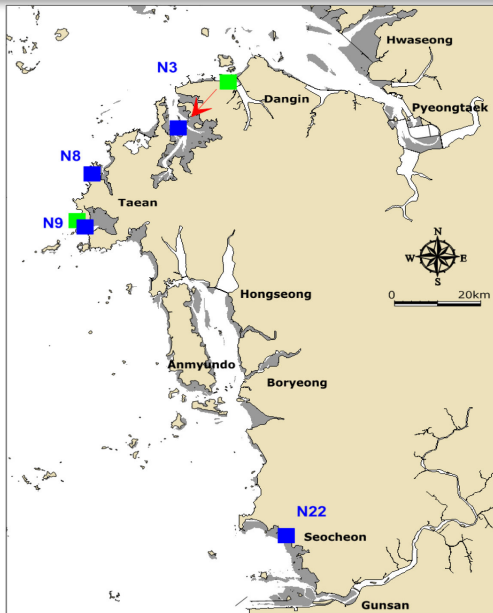 Hwaseong
N3
Dangin
Pyeongtaek
N8
Taean
N9
N
W E
S
0 20km
Hongseong
Anmyundo
Boryeong
N22
Seocheon
Gunsan